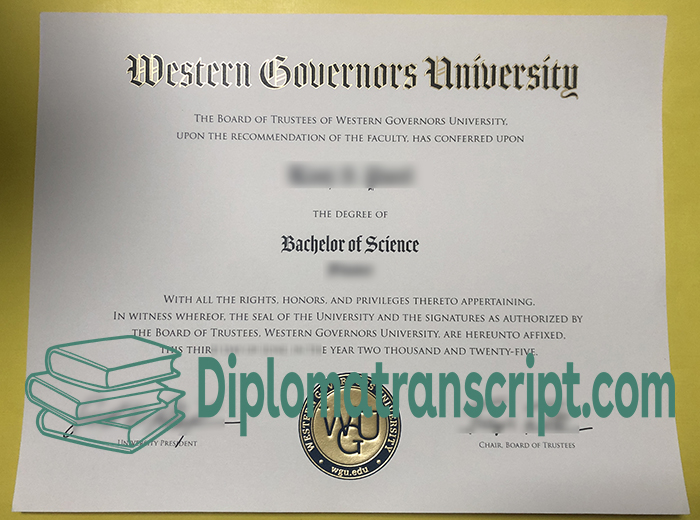 Western Governors University
THE BOARD OF TRUSTEES OF WESTERN GOVERNORS UNIVERSITY,
UPON THE RECOMMENDATION OF THE FACULTY, HAS CONFERRED UPON
THE DEGREE OF
Bachelor of Science
WITH ALL THE RIGHTS, HONORS, AND PRIVILEGES THERETO APPERTAINING.
IN WITNESS WHEREOF, THE SEAL OF THE UNIVERSITY AND THE SIGNATURES AS AUTHORIZED BY
THE BOARD OF TRUSTEES, WESTERN GOVERNORS UNIVERSITY, ARE HEREUNTO AFFIXED,
THIS YEAR TWO THOUSAND AND TWENTY-FIVE.
Diplomatranscript.com
WESTERN GOVERNORS UNIVERSITY
WGU
wgu.edu
UNIVERSITY PRESIDENT
CHAIR, BOARD OF TRUSTEES